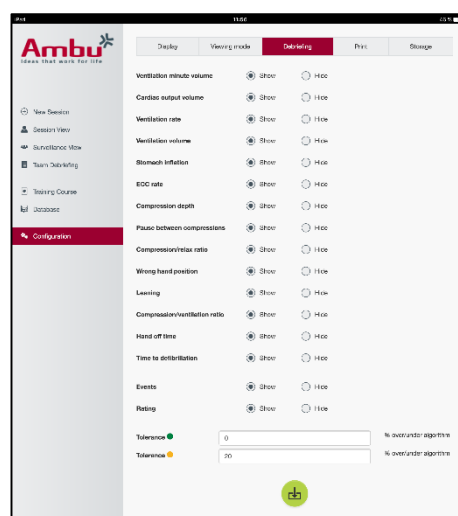 iPad 11:56 45 %
Ambu
Ideas that work for life
Display Viewing mode Debriefing Print Storage
Ventilation minute volume Show Hide
Cardiac output volume Show Hide
Ventilation rate Show Hide
Ventilation volume Show Hide
Stomach inflation Show Hide
ECC rate Show Hide
Compression depth Show Hide
Pause between compressions Show Hide
Compression/relax ratio Show Hide
Wrong hand position Show Hide
Leaning Show Hide
Compression/ventilation ratio Show Hide
Hand off time Show Hide
Time to defibrillation Show Hide
Events Show Hide
Rating Show Hide
Tolerance 0 % over/under algorithm
Tolerance 20 % over/under algorithm
New Session
Session View
Surveillance View
Team Debriefing
Training Course
Database
Configuration